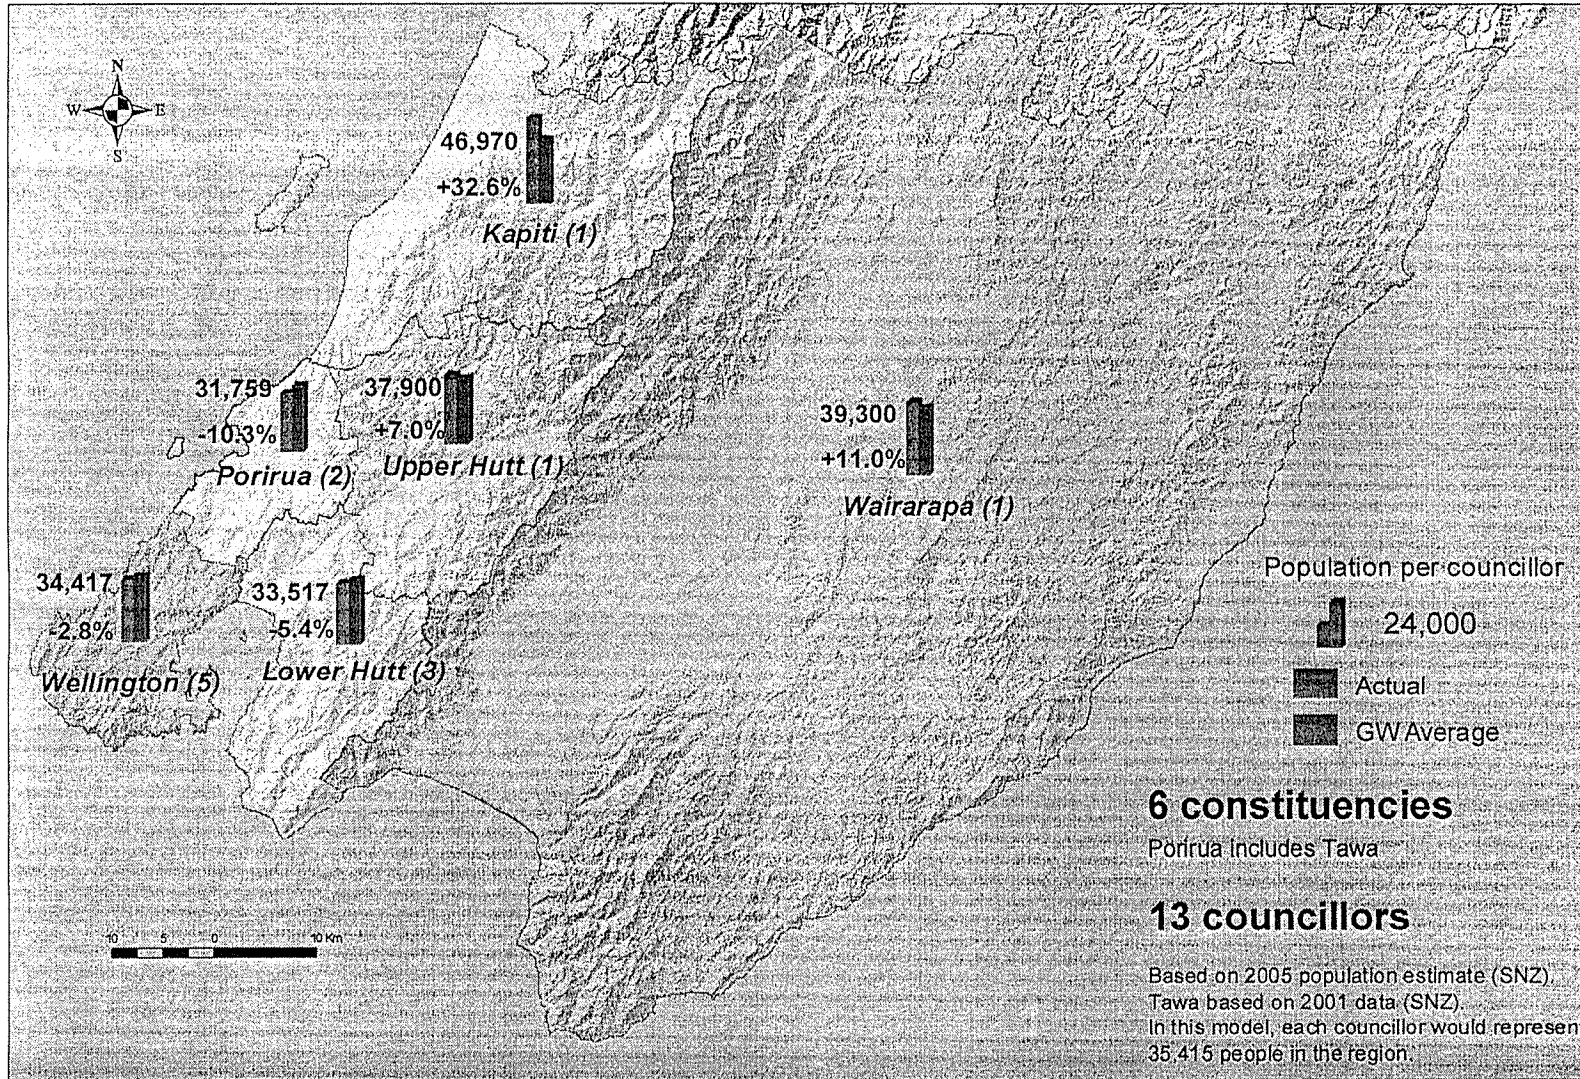 N
W E
S
46,970
+32.6%
Kapiti (1)
31,759
-10.3%
Porirua (2)
37,900
+7.0%
Upper Hutt (1)
39,300
+11.0%
Wairarapa (1)
34,417
-2.8%
Wellington (5)
33,517
-5.4%
Lower Hutt (3)
Population per councillor
24,000
Actual
GW Average
6 constituencies
Porirua includes Tawa
13 councillors
10 5 0 10 Km
Based on 2005 population estimate (SNZ).
Tawa based on 2001 data (SNZ).
In this model, each councillor would represen
35,415 people in the region.